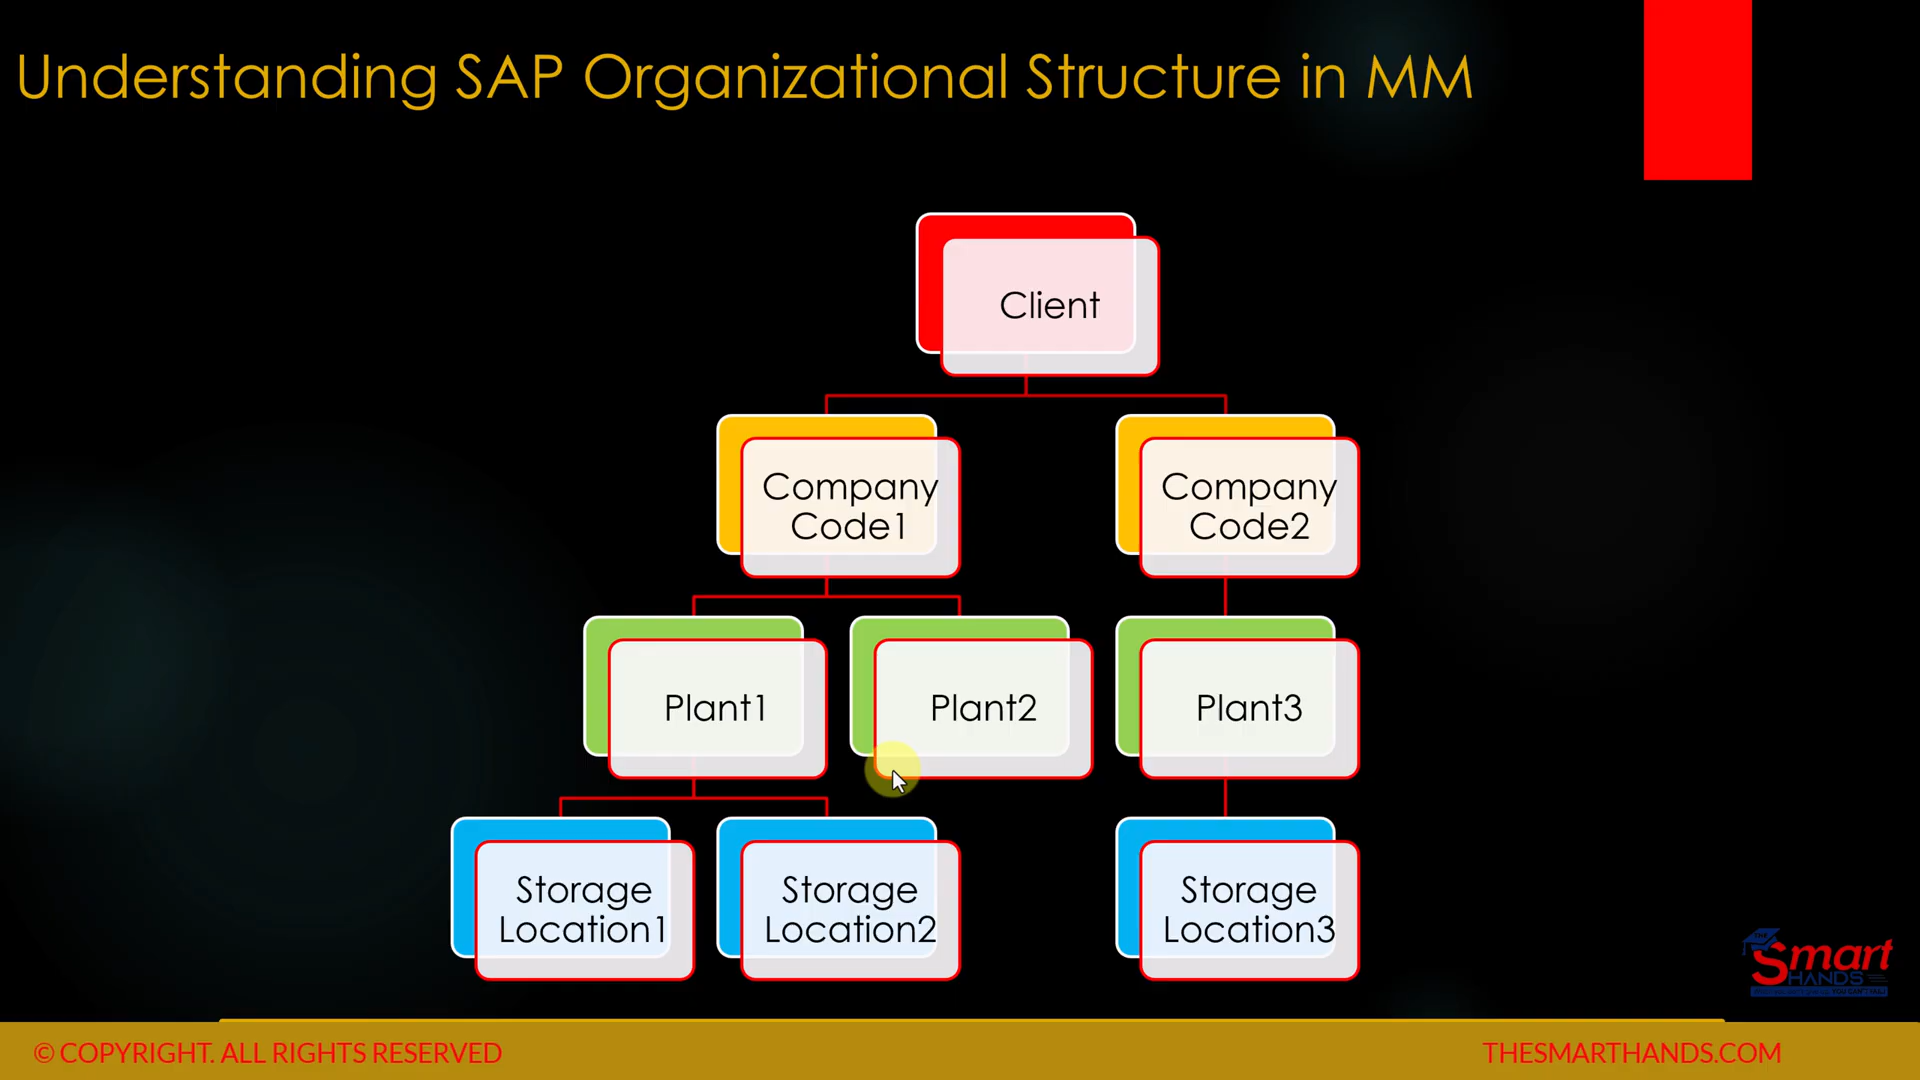 Understanding SAP Organizational Structure in MM
Client
Company
Code1
Company
Code2
Plant1
Plant2
Plant3
Storage
Location1
Storage
Location2
Storage
Location3
THE
Smart
HANDS
© COPYRIGHT. ALL RIGHTS RESERVED
THESMARTHANDS.COM